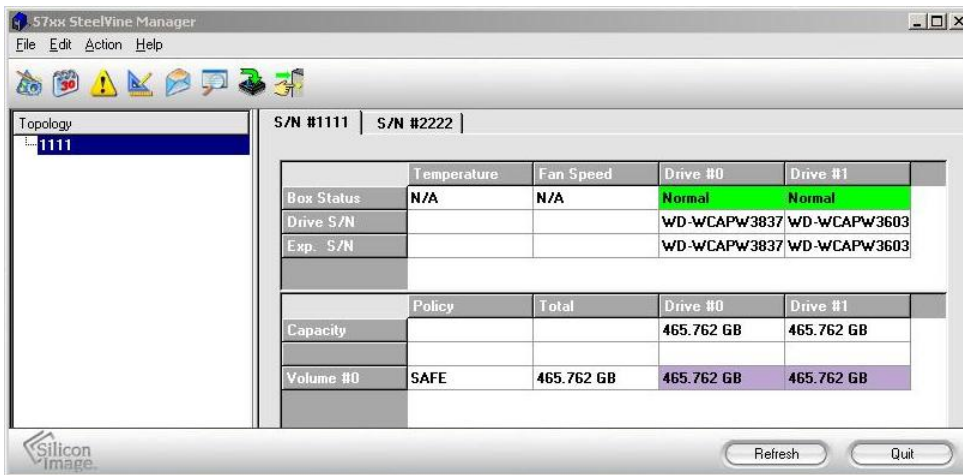 57xx SteelVine Manager
File Edit Action Help
30
Topology
1111
S/N #1111 S/N #2222
Temperature Fan Speed Drive #0 Drive #1
Box Status N/A N/A Normal Normal
Drive S/N WD-WCAPW3837 WD-WCAPW3603
Exp. S/N WD-WCAPW3837 WD-WCAPW3603
Policy Total Drive #0 Drive #1
Capacity 465.762 GB 465.762 GB
Volume #0 SAFE 465.762 GB 465.762 GB 465.762 GB
Silicon
Image.
Refresh Quit